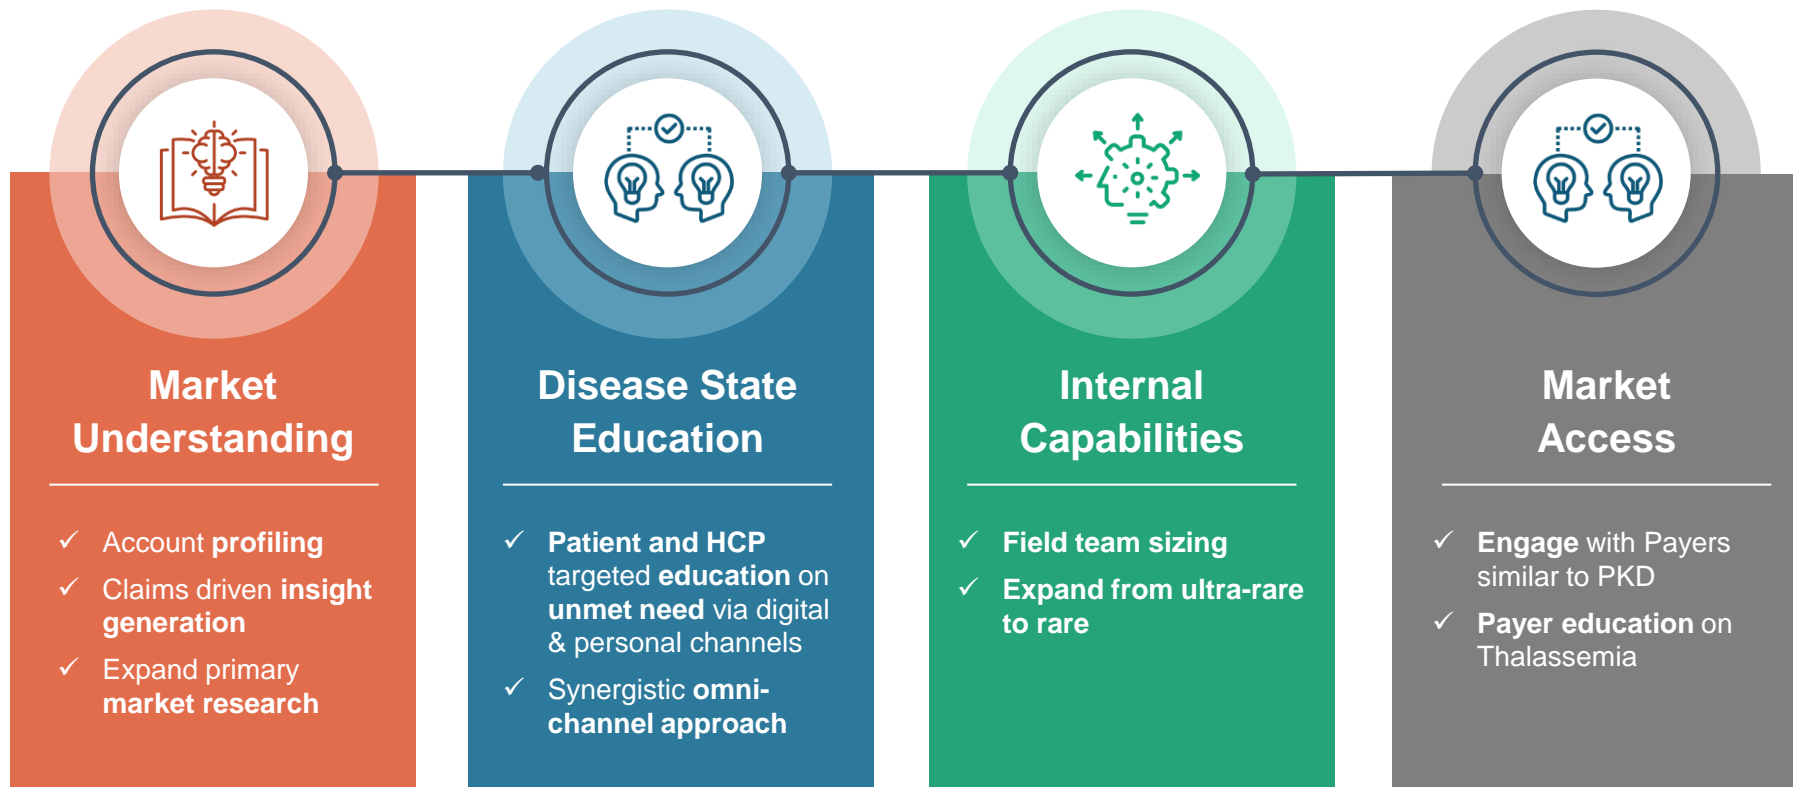 Market
Understanding
✓ Account profiling
✓ Claims driven insight
generation
✓ Expand primary
market research
Disease State
Education
✓ Patient and HCP
targeted education on
unmet need via digital
& personal channels
✓ Synergistic omni-
channel approach
Internal
Capabilities
✓ Field team sizing
✓ Expand from ultra-rare
to rare
Market
Access
✓ Engage with Payers
similar to PKD
✓ Payer education on
Thalassemia